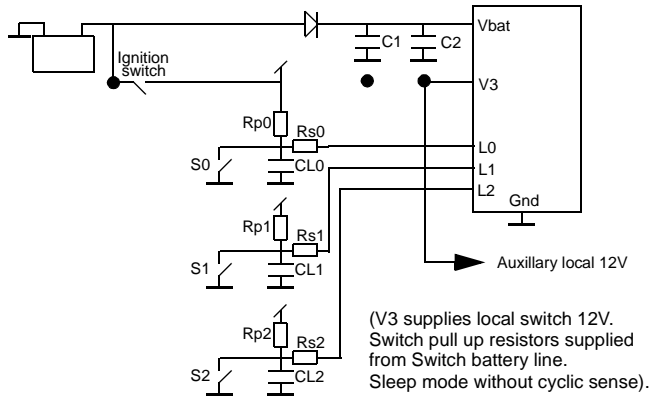 Vbat
C1
C2
Ignition
switch
V3
Rp0
Rs0
S0
CL0
L0
L1
L2
Gnd
Rp1
Rs1
S1
CL1
Auxillary local 12V
Rp2
Rs2
S2
CL2
(V3 supplies local switch 12V.
Switch pull up resistors supplied
from Switch battery line.
Sleep mode without cyclic sense).